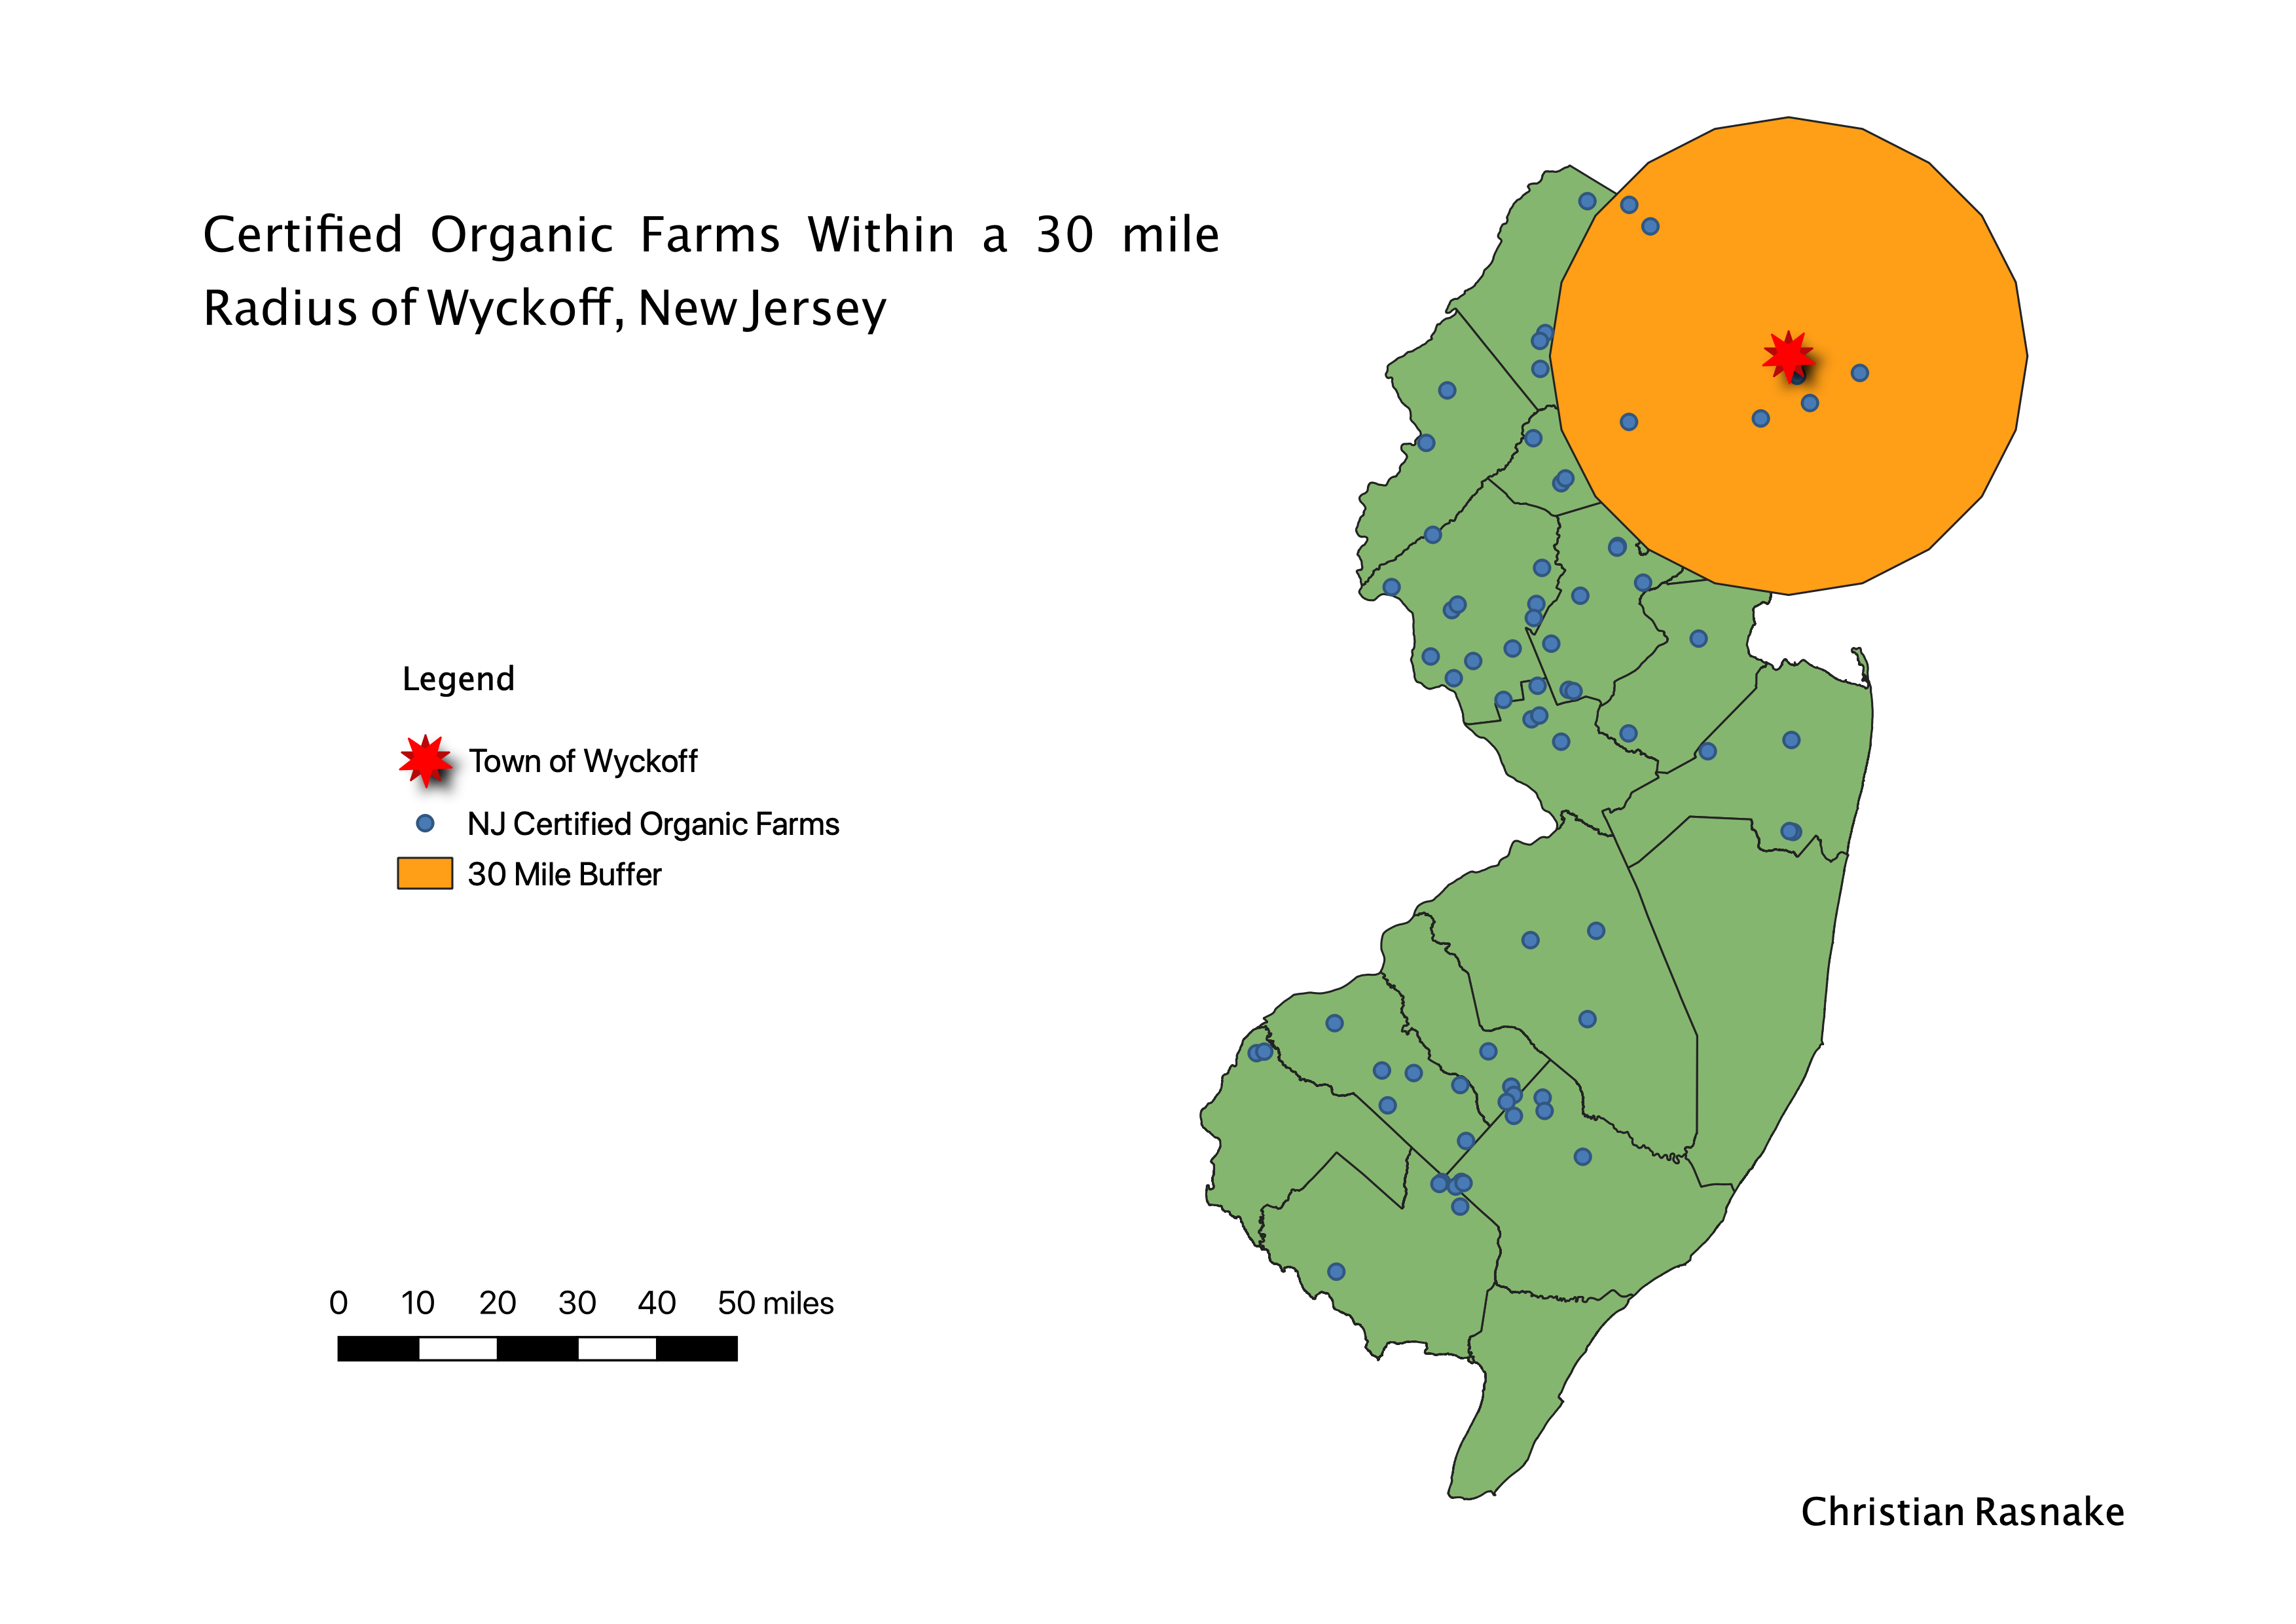 Certified Organic Farms Within a 30 mile
Radius of Wyckoff, New Jersey
Legend
Town of Wyckoff
NJ Certified Organic Farms
30 Mile Buffer
0 10 20 30 40 50 miles
Christian Rasnake